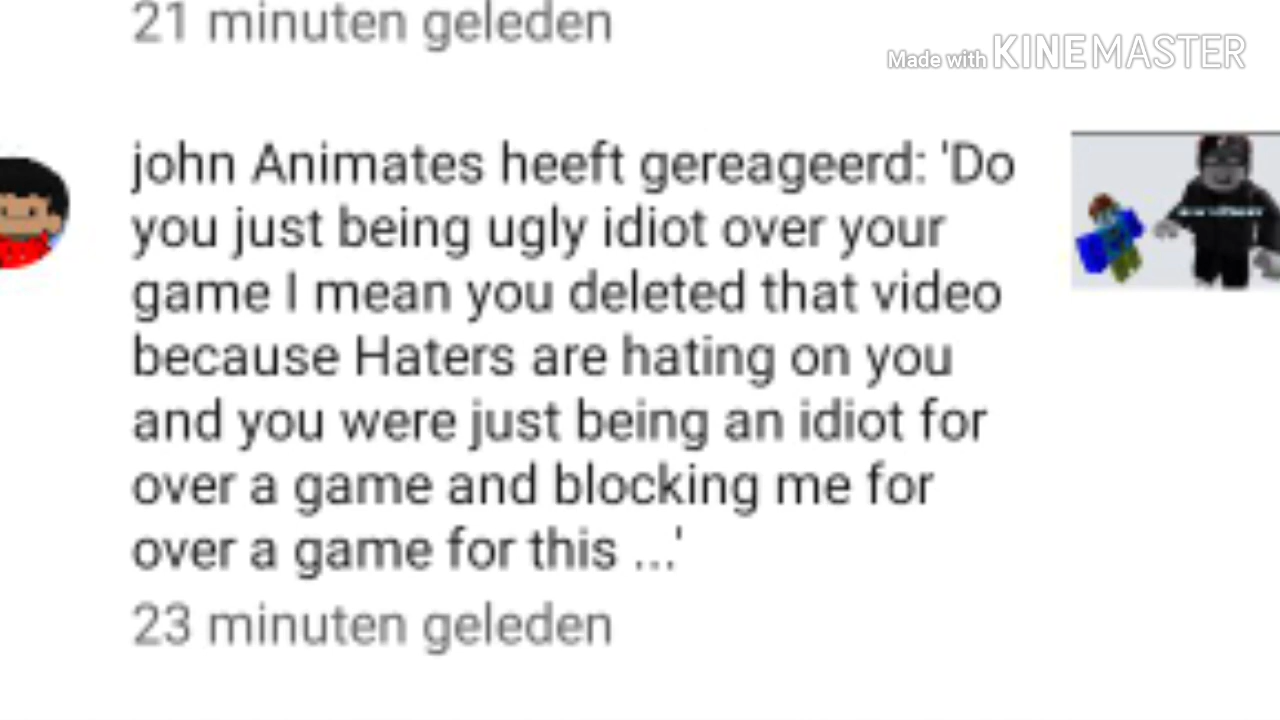 21 minuten geleden
Made with KINEMASTER
john Animates heeft gereageerd: 'Do
you just being ugly idiot over your
game I mean you deleted that video
because Haters are hating on you
and you were just being an idiot for
over a game and blocking me for
over a game for this ...'
23 minuten geleden